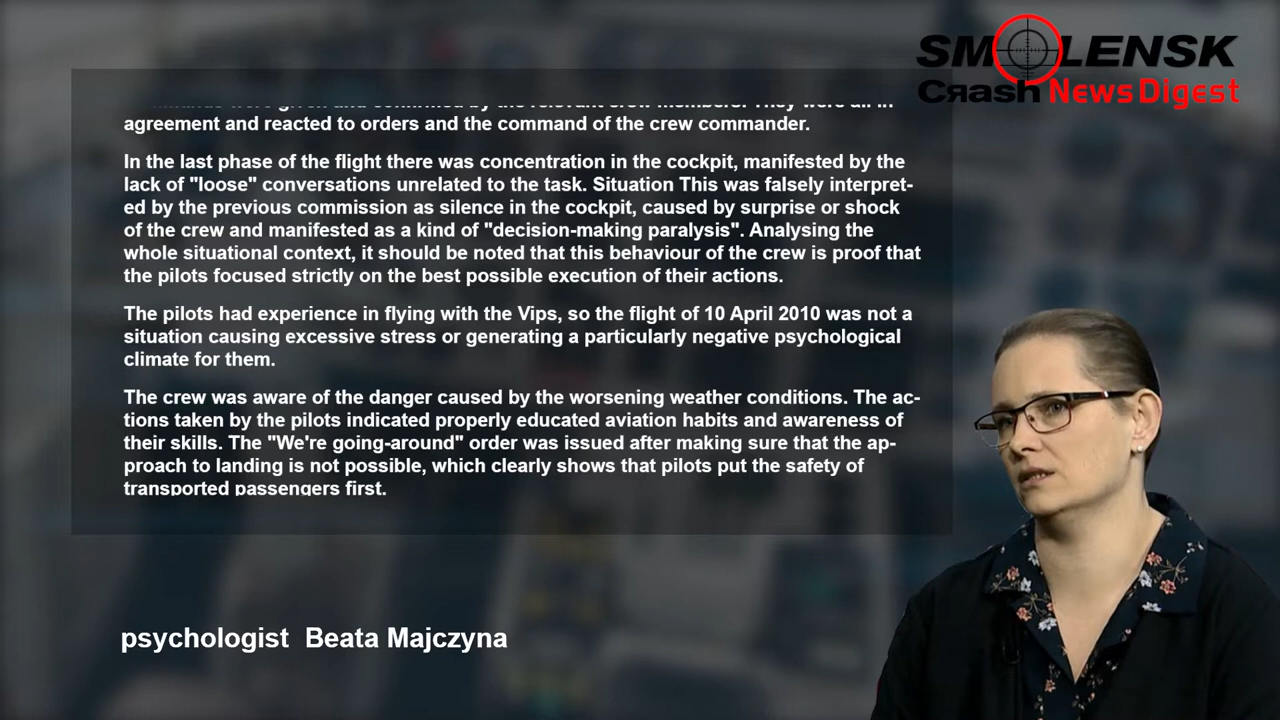 SMOLENSK
Crash News Digest
agreement and reacted to orders and the command of the crew commander.
In the last phase of the flight there was concentration in the cockpit, manifested by the
lack of "loose" conversations unrelated to the task. Situation This was falsely interpret-
ed by the previous commission as silence in the cockpit, caused by surprise or shock
of the crew and manifested as a kind of "decision-making paralysis". Analysing the
whole situational context, it should be noted that this behaviour of the crew is proof that
the pilots focused strictly on the best possible execution of their actions.
The pilots had experience in flying with the Vips, so the flight of 10 April 2010 was not a
situation causing excessive stress or generating a particularly negative psychological
climate for them.
The crew was aware of the danger caused by the worsening weather conditions. The ac-
tions taken by the pilots indicated properly educated aviation habits and awareness of
their skills. The "We're going-around" order was issued after making sure that the ap-
proach to landing is not possible, which clearly shows that pilots put the safety of
transported passengers first.
psychologist Beata Majczyna